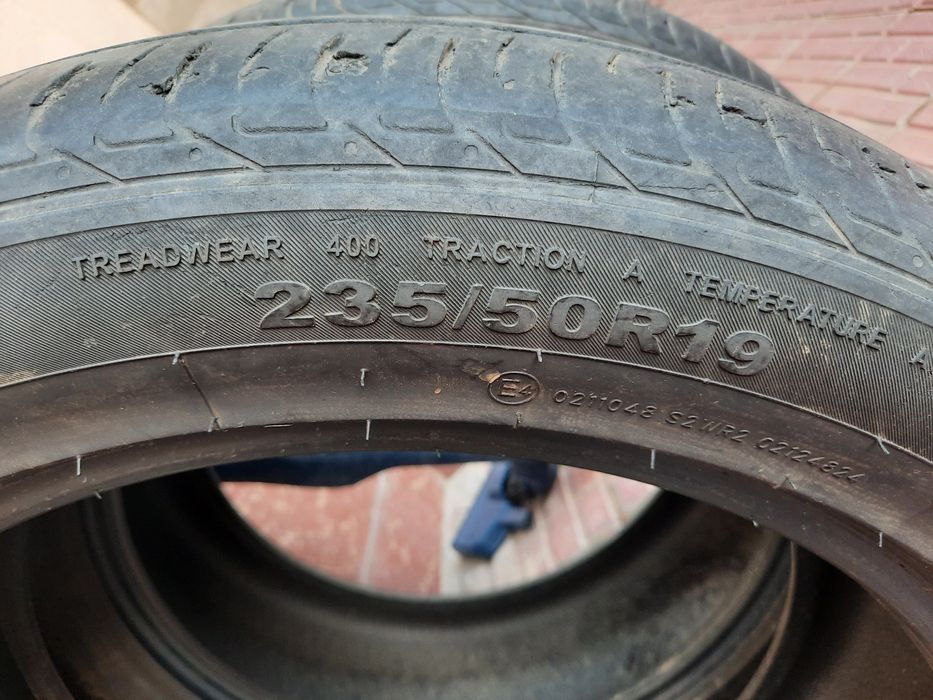 TREADWEAR 400 TRACTION A TEMPERATURE A
235/50R19
E4 0211048 S2WR2 02124824